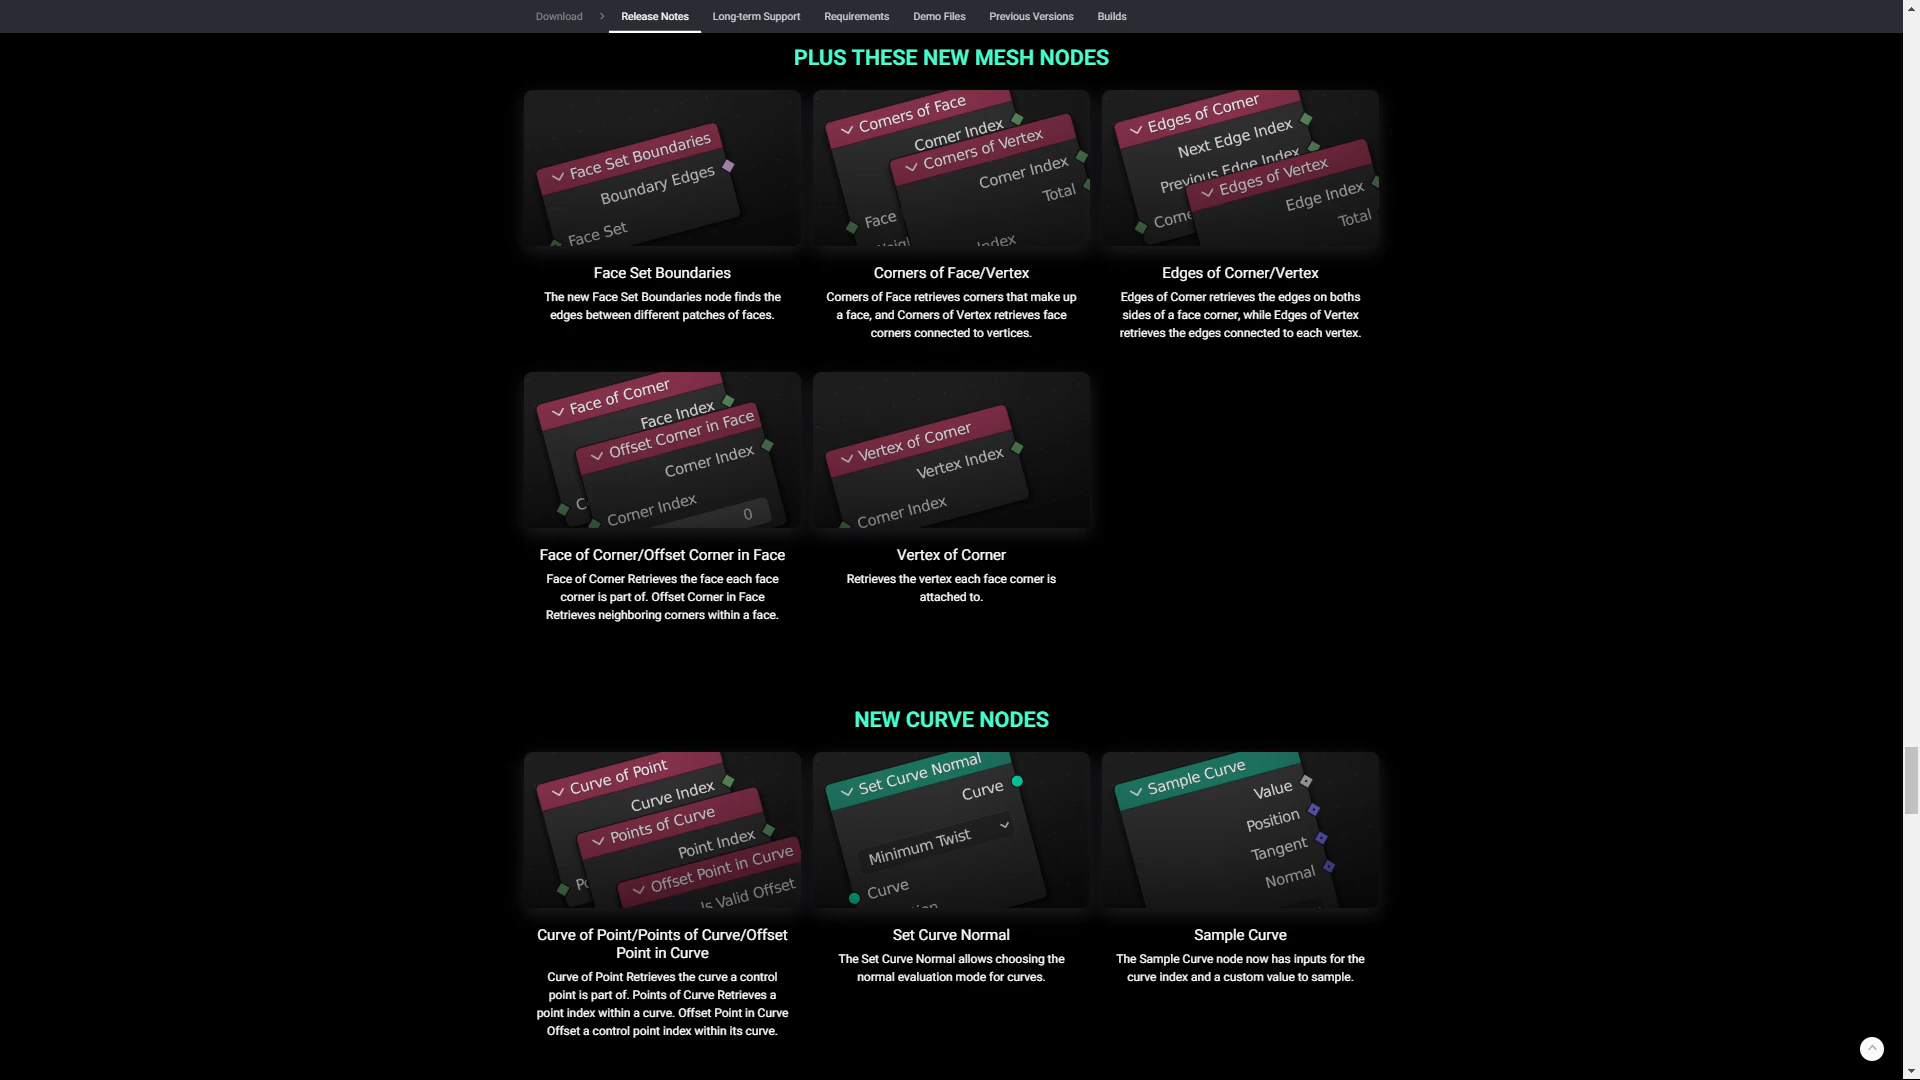 Download
Release Notes
Long-term Support
Requirements
Demo Files
Previous Versions
Builds
PLUS THESE NEW MESH NODES
Face Set Boundaries
Boundary Edges
Face Set
Corners of Face
Corner Index
Corners of Vertex
Corner Index
Total
Face
Edges of Corner
Next Edge Index
Previous Edge Index
Edges of Vertex
Edge Index
Total
Face Set Boundaries
The new Face Set Boundaries node finds the
edges between different patches of faces.
Corners of Face/Vertex
Corners of Face retrieves corners that make up
a face, and Corners of Vertex retrieves face
corners connected to vertices.
Edges of Corner/Vertex
Edges of Corner retrieves the edges on boths
sides of a face corner, while Edges of Vertex
retrieves the edges connected to each vertex.
Face of Corner
Face Index
Offset Corner in Face
Corner Index
Corner Index
0
Vertex of Corner
Vertex Index
Corner Index
Face of Corner/Offset Corner in Face
Face of Corner Retrieves the face each face
corner is part of. Offset Corner in Face
Retrieves neighboring corners within a face.
Vertex of Corner
Retrieves the vertex each face corner is
attached to.
NEW CURVE NODES
Curve of Point
Curve Index
Points of Curve
Point Index
Offset Point in Curve
Is Valid Offset
Set Curve Normal
Curve
Minimum Twist
Curve
Sample Curve
Value
Position
Tangent
Normal
Curve of Point/Points of Curve/Offset
Point in Curve
Curve of Point Retrieves the curve a control
point is part of. Points of Curve Retrieves a
point index within a curve. Offset Point in Curve
Offset a control point index within its curve.
Set Curve Normal
The Set Curve Normal allows choosing the
normal evaluation mode for curves.
Sample Curve
The Sample Curve node now has inputs for the
curve index and a custom value to sample.